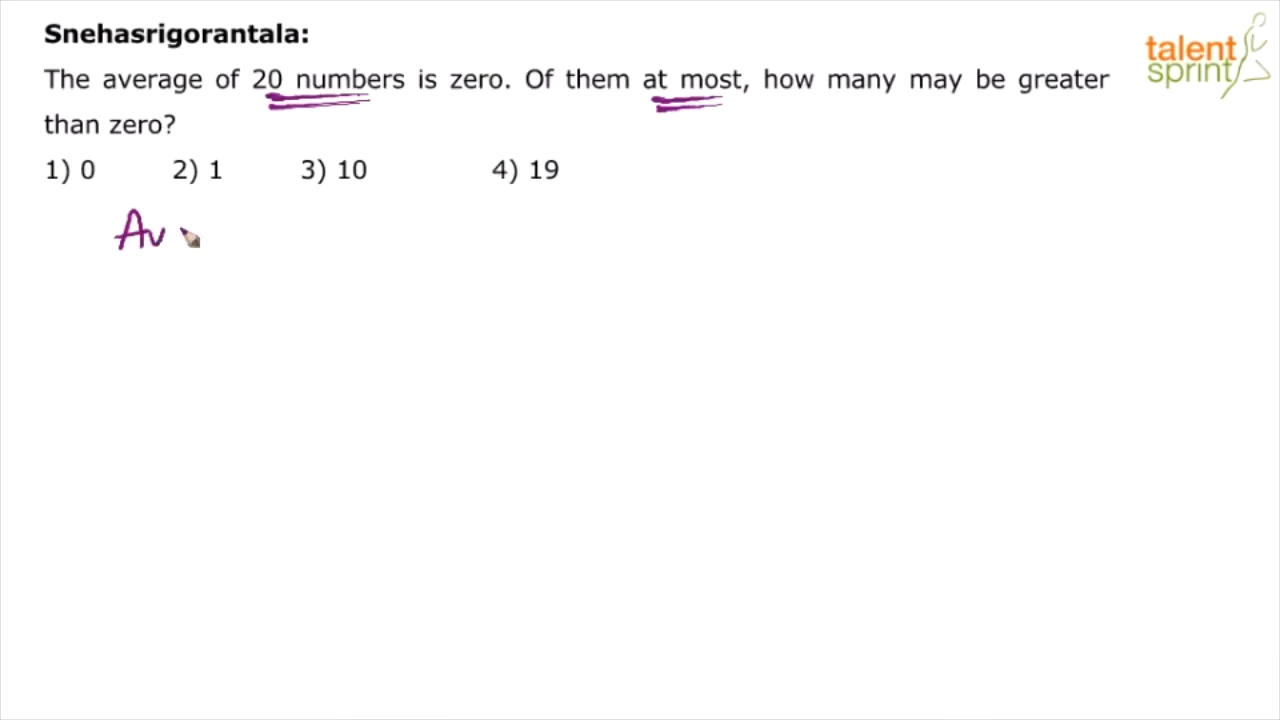 Snehasrigorantala:
talent
sprint
The average of 20 numbers is zero. Of them at most, how many may be greater
than zero?
1) 0 2) 1 3) 10 4) 19
Av